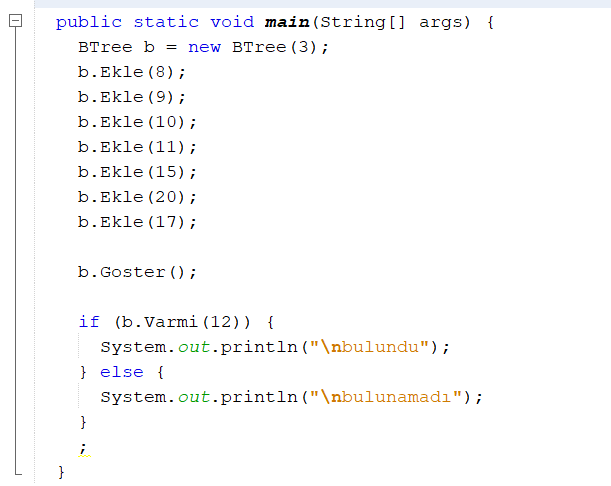 public static void main(String[] args) {
BTree b = new BTree(3);
b.Ekle(8);
b.Ekle(9);
b.Ekle(10);
b.Ekle(11);
b.Ekle(15);
b.Ekle(20);
b.Ekle(17);
b.Goster();
if (b.Varmi(12)) {
System.out.println("\nbulundu");
} else {
System.out.println("\nbulunamadı");
}
;
}